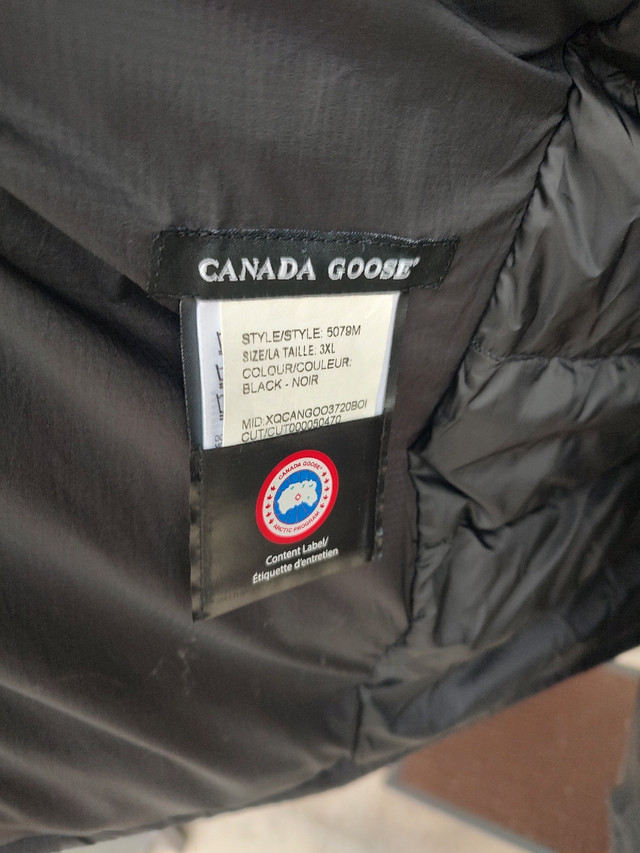 CANADA GOOSE®
STYLE/STYLE: 5079M
SIZE/LA TAILLE: 3XL
COLOUR/COULEUR:
BLACK - NOIR
MID:XQCANGOO3720BOI
CUT/CUT000050470
CANADA GOOSE®
ARCTIC PROGRAM
Content Label/
Étiquette d'entretien